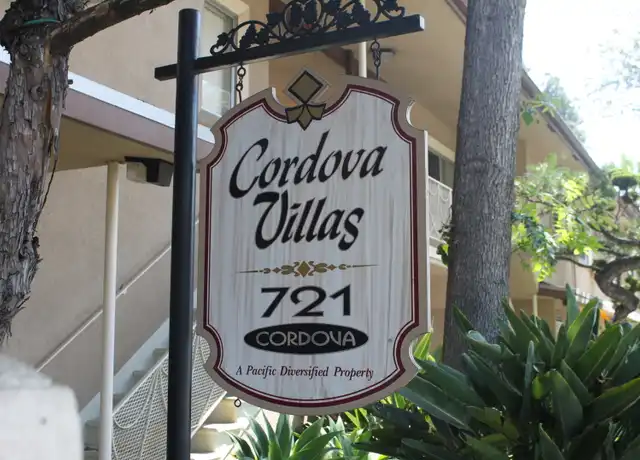 Cordova
Villas
721
CORDOVA
A Pacific Diversified Property